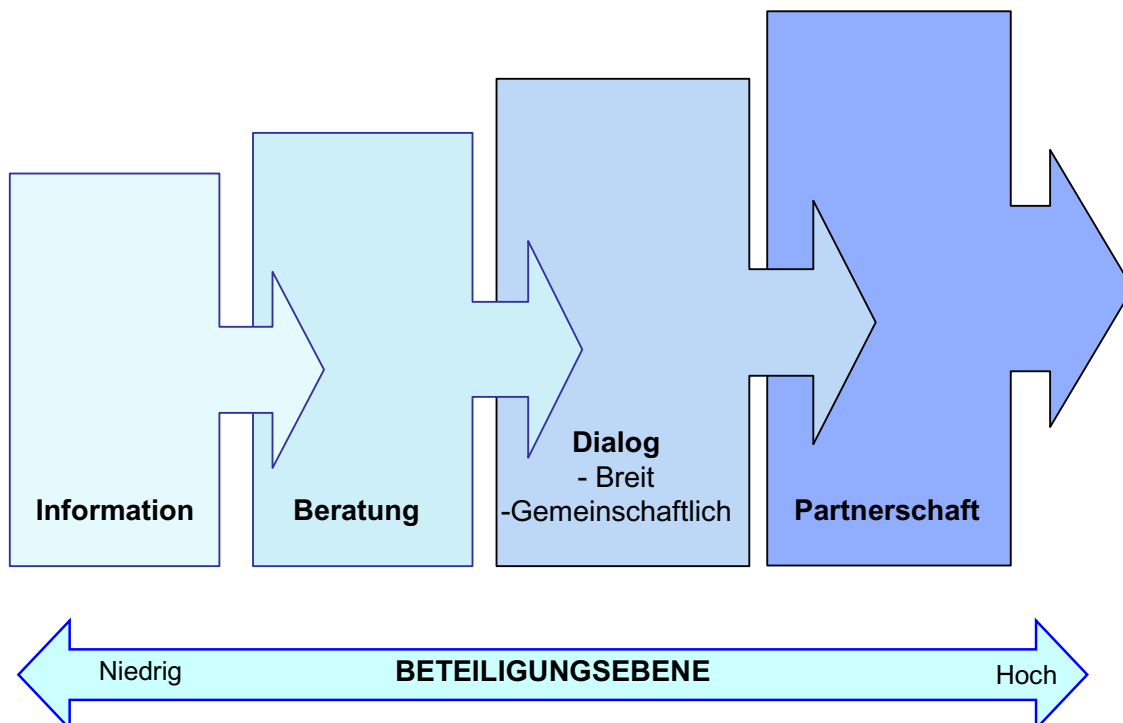 Information
Beratung
Dialog
- Breit
-Gemeinschaftlich
Partnerschaft
Niedrig
BETEILIGUNGSEBENE
Hoch